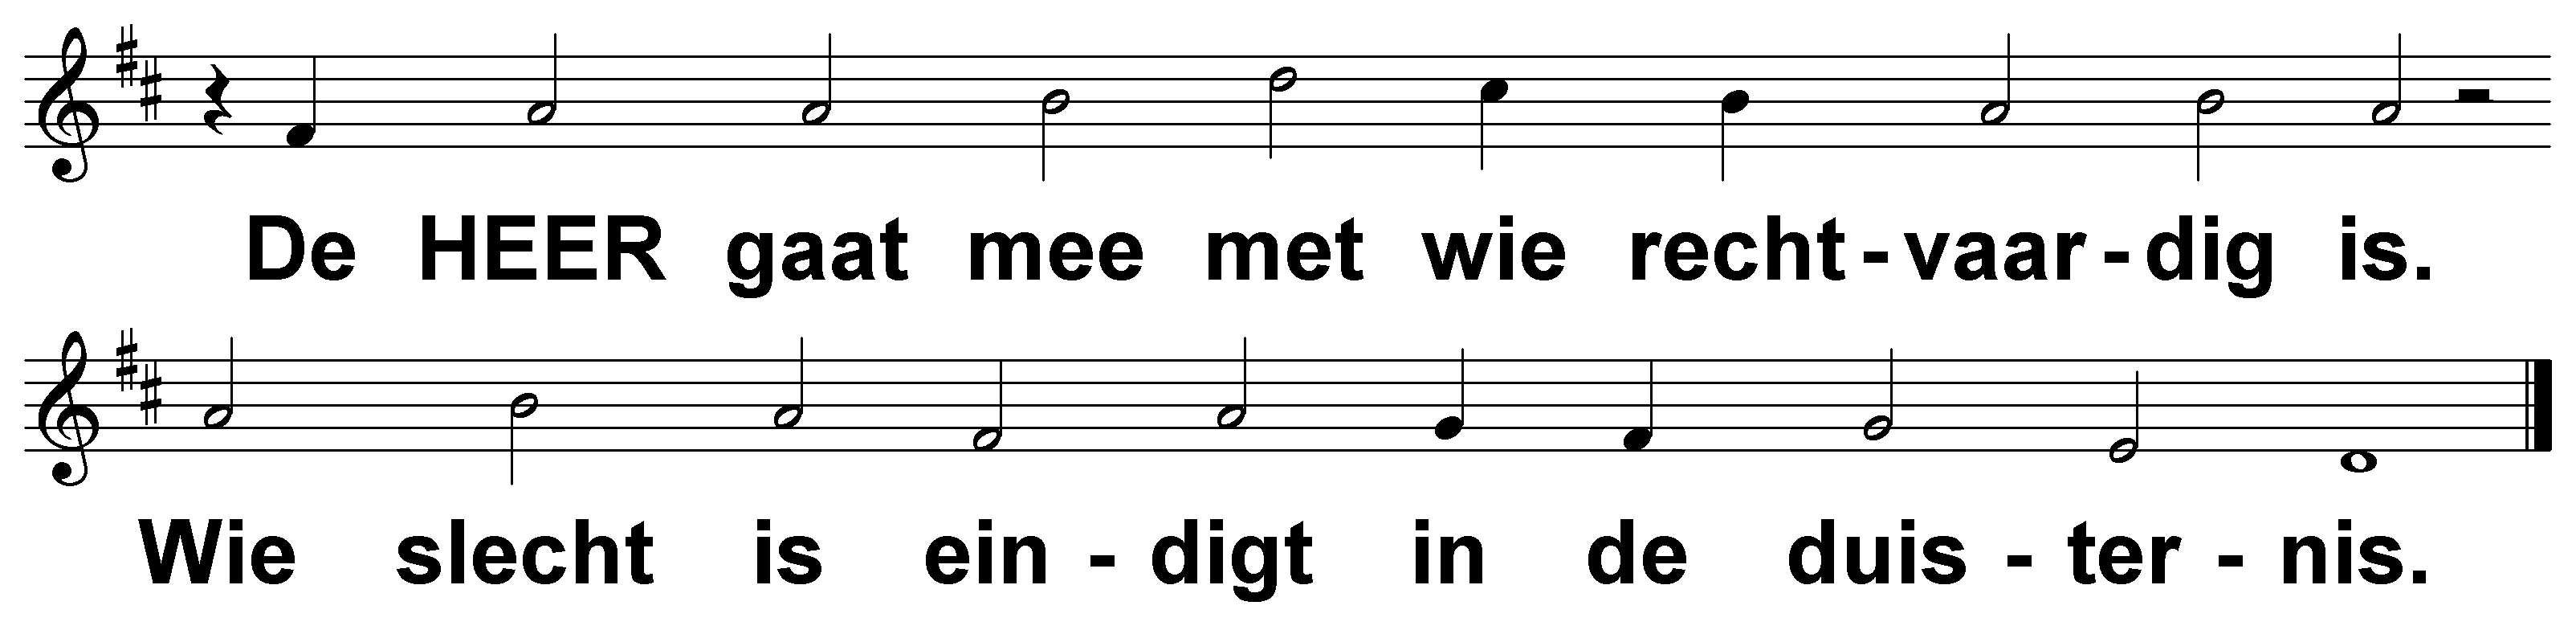 De HEER gaat mee met wie recht - vaar - dig is.
Wie slecht is ein - digt in de duis - ter - nis.